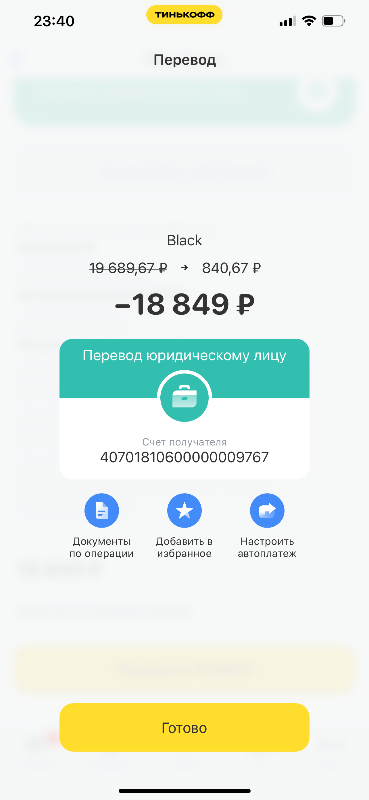 23:40
ТИНЬКОФФ
Перевод
Black
19 689,67 ₽ → 840,67 ₽
–18 849 ₽
Перевод юридическому лицу
Счет получателя
40701810600000009767
Документы по операции
Добавить в избранное
Настроить автоплатеж
Готово